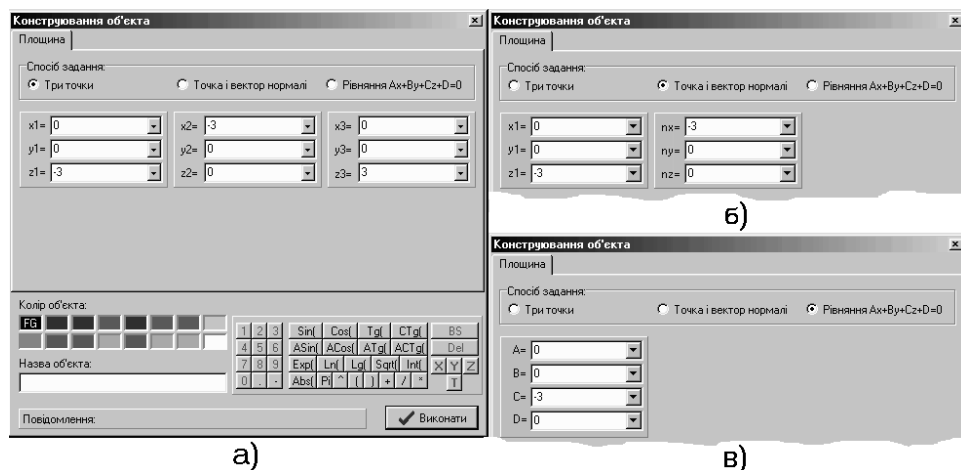 Конструювання об'єкта
Площина
Спосіб задання:
Три точки Точка і вектор нормалі Рівняння Ax+By+Cz+D=0
x1= 0 x2= -3 x3= 0
y1= 0 y2= 0 y3= 0
z1= -3 z2= 0 z3= 3
Колір об'єкта:
FG
Назва об'єкта:
1 2 3 Sin( Cos( Tg( CTg( BS
4 5 6 ASin( ACos( ATg( ACTg( Del
7 8 9 Exp( Ln( Lg( Sqrt( Int( X Y Z
0 . - Abs( Pi ^ ( ) + / * T
Повідомлення:
Виконати
а)
Конструювання об'єкта
Площина
Спосіб задання:
Три точки Точка і вектор нормалі Рівняння Ax+By+Cz+D=0
x1= 0 nx= -3
y1= 0 ny= 0
z1= -3 nz= 0
б)
Конструювання об'єкта
Площина
Спосіб задання:
Три точки Точка і вектор нормалі Рівняння Ax+By+Cz+D=0
A= 0
B= 0
C= -3
D= 0
в)